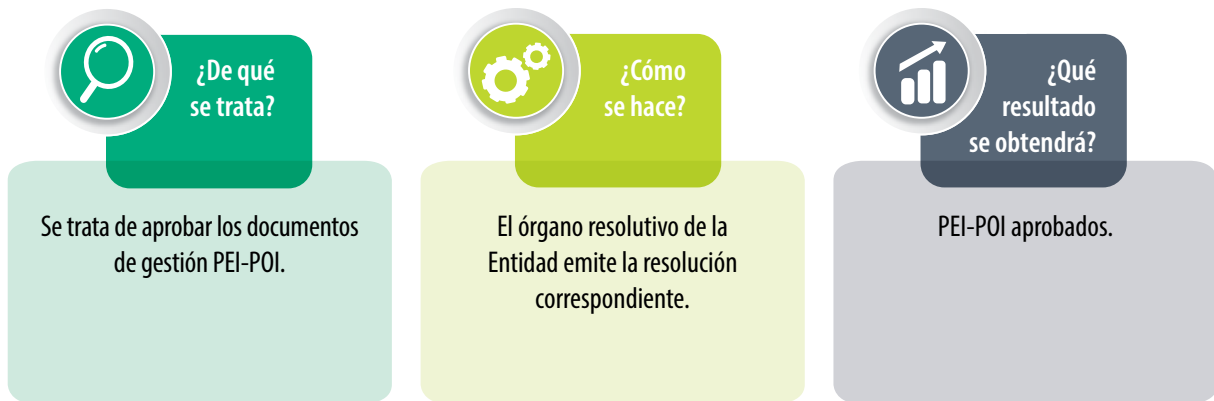 ¿De qué
se trata?
Se trata de aprobar los documentos
de gestión PEI-POI.
¿Cómo
se hace?
El órgano resolutivo de la
Entidad emite la resolución
correspondiente.
¿Qué
resultado
se obtendrá?
PEI-POI aprobados.